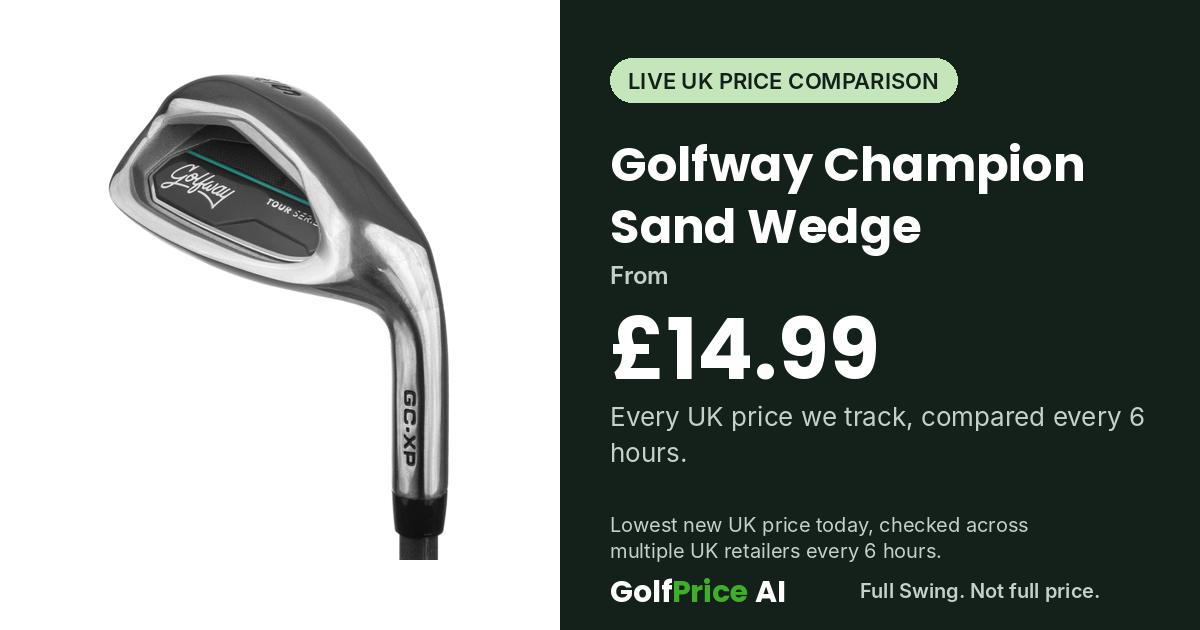 Golfway
TOUR
GC·XP
LIVE UK PRICE COMPARISON
Golfway Champion
Sand Wedge
From
£14.99
Every UK price we track, compared every 6
hours.
Lowest new UK price today, checked across
multiple UK retailers every 6 hours.
GolfPrice AI
Full Swing. Not full price.